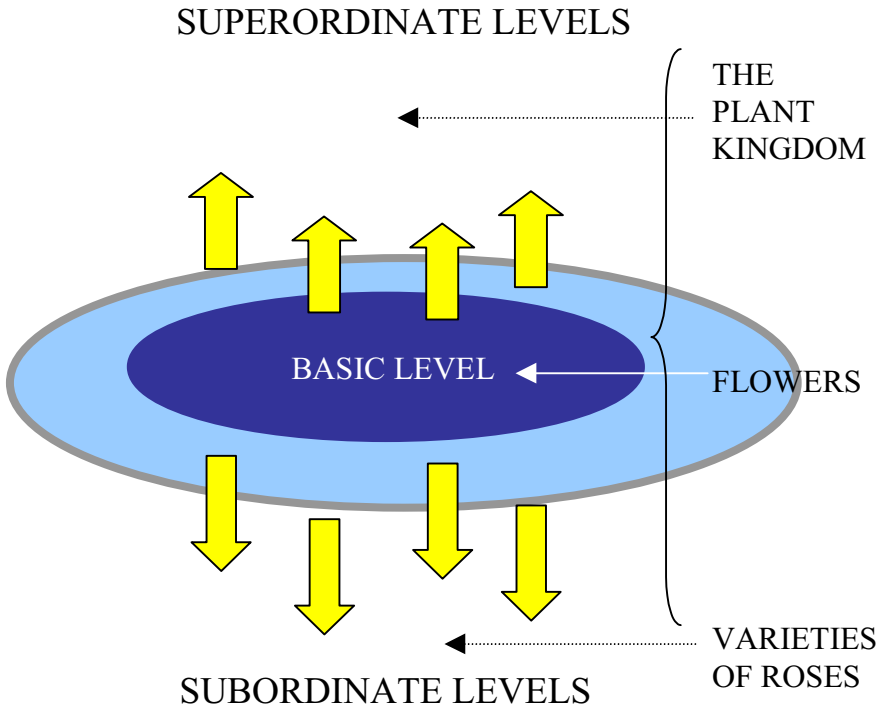 SUPERORDINATE LEVELS
THE
PLANT
KINGDOM
BASIC LEVEL
FLOWERS
VARIETIES
OF ROSES
SUBORDINATE LEVELS